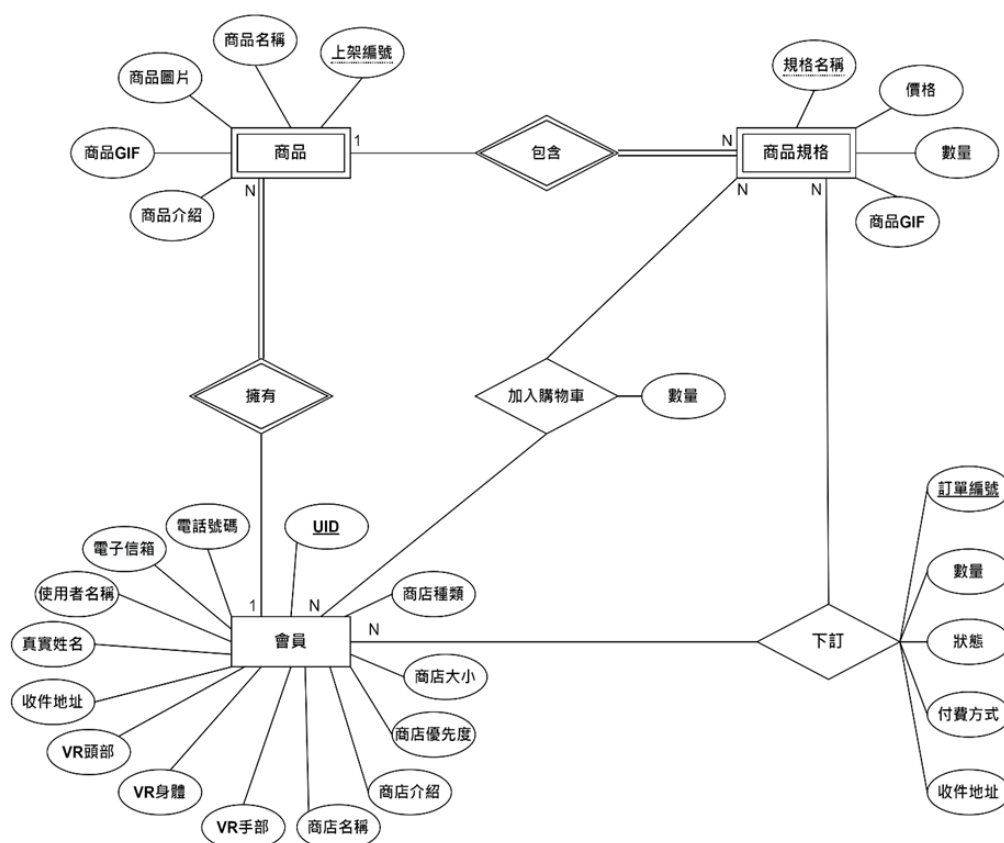 商品名稱
上架編號
商品圖片
商品GIF
商品
商品介紹
1
N
包含
N
規格名稱
價格
商品規格
數量
商品GIF
N
N
擁有
加入購物車
數量
1
N
N
電話號碼
UID
電子信箱
使用者名稱
真實姓名
收件地址
VR頭部
VR身體
VR手部
會員
商店種類
商店大小
商店優先度
商店介紹
商店名稱
下訂
訂單編號
數量
狀態
付費方式
收件地址